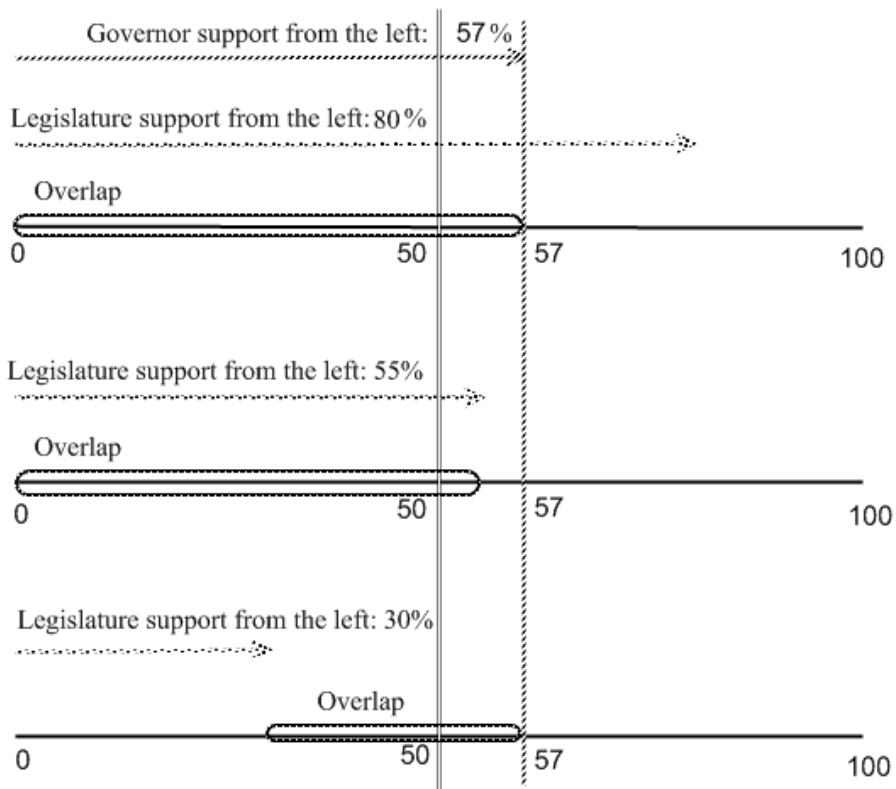 Governor support from the left: 57%
Legislature support from the left: 80%
Overlap
0 50 57 100
Legislature support from the left: 55%
Overlap
0 50 57 100
Legislature support from the left: 30%
Overlap
0 50 57 100